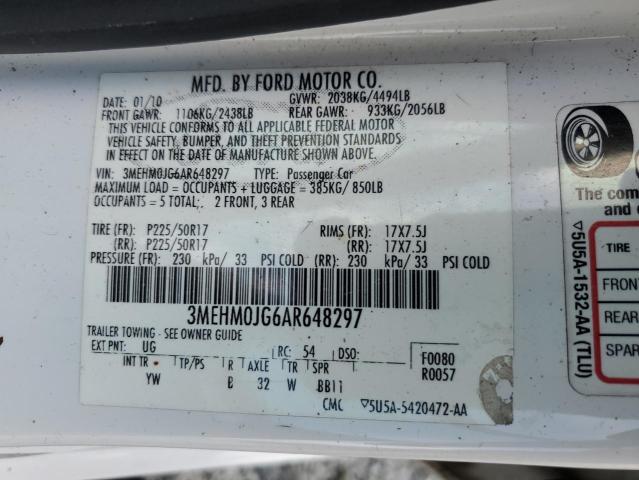 MFD. BY FORD MOTOR CO.
DATE: 01/10 GVWR: 2038KG/4494LB
FRONT GAWR: 1106KG/2438LB REAR GAWR: 933KG/2056LB
THIS VEHICLE CONFORMS TO ALL APPLICABLE FEDERAL MOTOR
VEHICLE SAFETY, BUMPER, AND THEFT PREVENTION STANDARDS
IN EFFECT ON THE DATE OF MANUFACTURE SHOWN ABOVE.
VIN: 3MEHM0JG6AR648297 TYPE: Passenger Car
MAXIMUM LOAD = OCCUPANTS + LUGGAGE = 385KG/ 850LB
OCCUPANTS = 5 TOTAL. 2 FRONT, 3 REAR
TIRE (FR): P225/50R17 RIMS (FR): 17X7.5J
(RR): P225/50R17 (RR): 17X7.5J
PRESSURE (FR): 230 kPa/ 33 PSI COLD (RR): 230 kPa/ 33 PSI COLD
3MEHM0JG6AR648297
TRAILER TOWING - SEE OWNER GUIDE
EXT PNT: UG RC: 54 DSO: F0080
INT TR TP/PS R AXLE TR SPR R0057
YW B 32 W BB11
CMC ▽5U5A-5420472-AA
The com
and
TIRE
FRON
REAR
SPAR
▽5U5A-1532-AA (TLU)